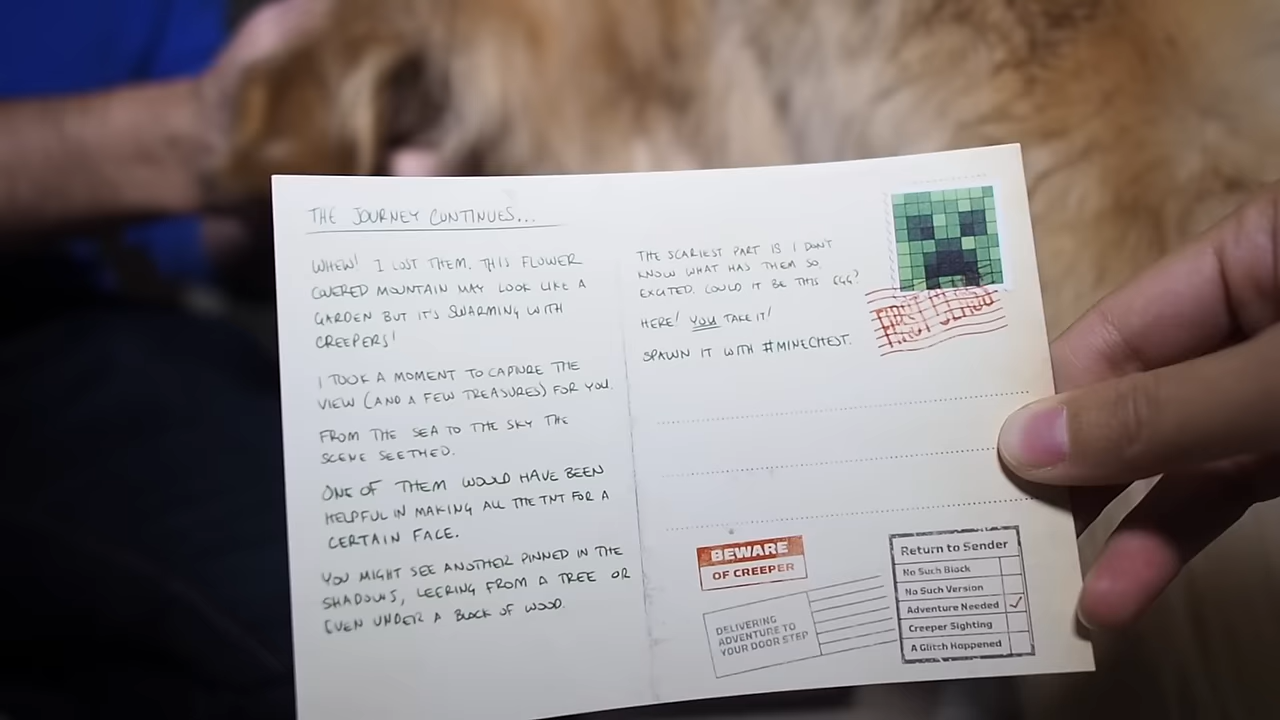 THE JOURNEY CONTINUES...
WHEW! I LOST THEM. THIS FLOWER
COVERED MOUNTAIN MAY LOOK LIKE A
GARDEN BUT IT'S SWARMING WITH
CREEPERS!
I TOOK A MOMENT TO CAPTURE THE
VIEW (AND A FEW TREASURES) FOR YOU.
FROM THE SEA TO THE SKY THE
SCENE SEETHED.
ONE OF THEM WOULD HAVE BEEN
HELPFUL IN MAKING ALL THE TNT FOR A
CERTAIN FACE.
YOU MIGHT SEE ANOTHER PINNED IN THE
SHADOWS, LEERING FROM A TREE OR
EVEN UNDER A BLOCK OF WOOD.
THE SCARIEST PART IS I DON'T
KNOW WHAT HAS THEM SO
EXCITED. COULD IT BE THIS EGG?
HERE! YOU TAKE IT!
SPAWN IT WITH #MINECHEST.
FIRST CLASS
BEWARE
OF CREEPER
DELIVERING
ADVENTURE TO
YOUR DOOR STEP
Return to Sender
No Such Block
No Such Version
Adventure Needed
Creeper Sighting
A Glitch Happened